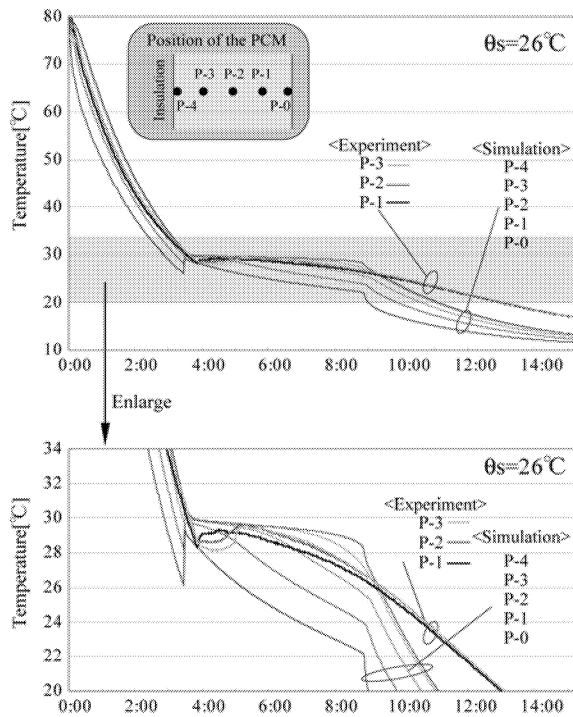 80
70
60
50
40
30
20
10
Temperature[℃]
θs=26℃
Position of the PCM
Insulation
P-3 P-2 P-1
P-4 P-0
<Experiment>
P-3
P-2
P-1
<Simulation>
P-4
P-3
P-2
P-1
P-0
0:00 2:00 4:00 6:00 8:00 10:00 12:00 14:00
Enlarge
34
32
30
28
26
24
22
20
Temperature[℃]
θs=26℃
<Experiment>
P-3
P-2
P-1
<Simulation>
P-4
P-3
P-2
P-1
P-0
0:00 2:00 4:00 6:00 8:00 10:00 12:00 14:00